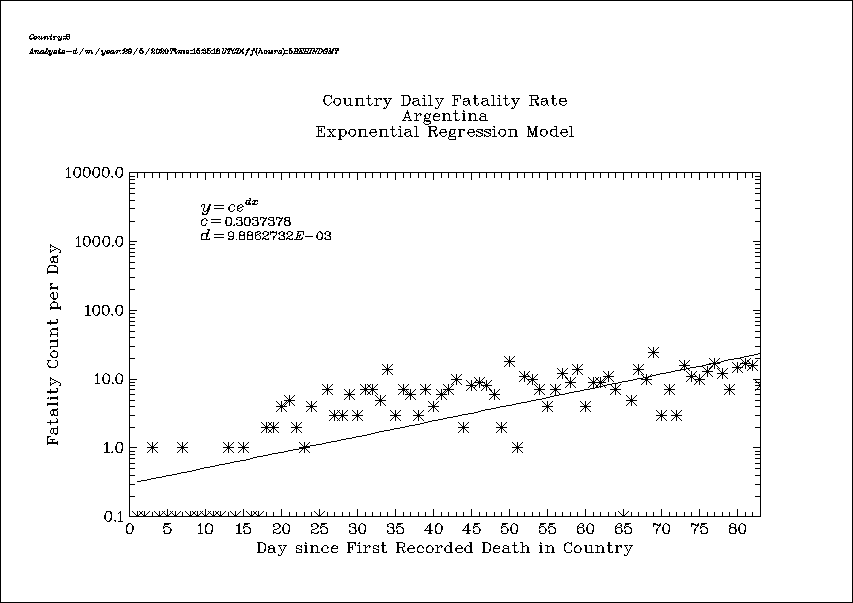 Country:8
Country Daily Fatality Rate
Argentina
Exponential Regression Model
y=ce^dx
c=0.3037378
d=9.8862732E-03
10000.0
1000.0
100.0
10.0
1.0
0.1
Fatality Count per Day
0 5 10 15 20 25 30 35 40 45 50 55 60 65 70 75 80
Day since First Recorded Death in Country